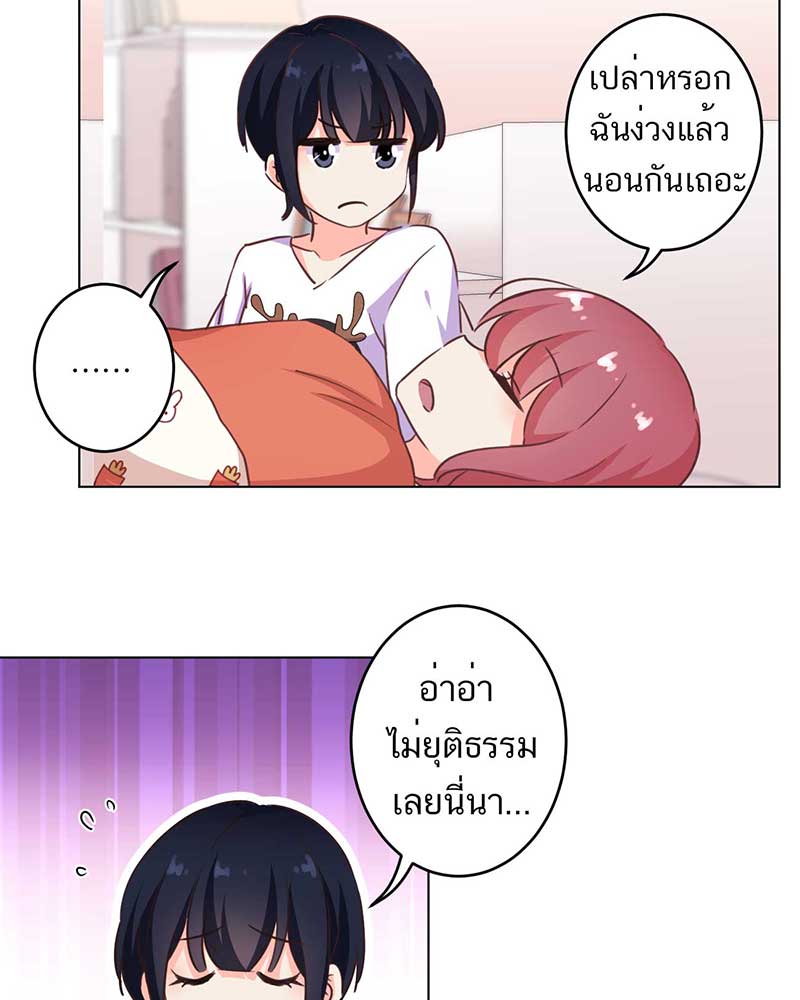 เปล่าหรอก
ฉันง่วงแล้ว
นอนกันเถอะ
......
อ่าอ่า
ไม่ยุติธรรม
เลยนี่นา...